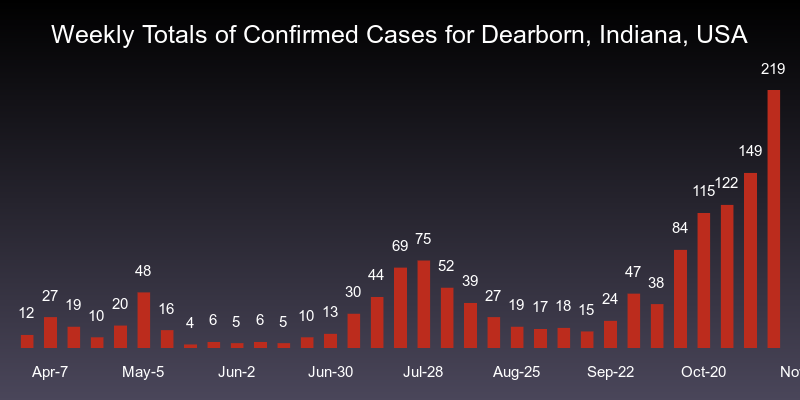 Weekly Totals of Confirmed Cases for Dearborn, Indiana, USA
12 27 19 10 20 48 16 4 6 5 6 5 10 13 30 44 69 75 52 39 27 19 17 18 15 24 47 38 84 115 122 149 219
Apr-7 May-5 Jun-2 Jun-30 Jul-28 Aug-25 Sep-22 Oct-20